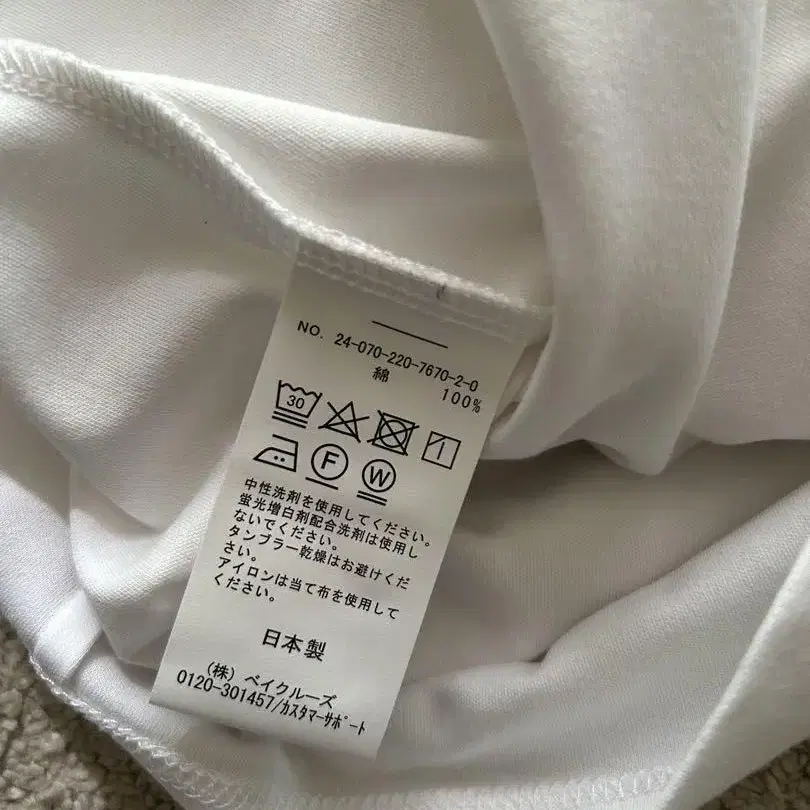 NO. 24-070-220-7670-2-0
綿 100%
30
F W
中性洗剤を使用してください。
蛍光増白剤配合洗剤は使用し
ないでください。
タンブラー乾燥はお避けくだ
さい。
アイロンは当て布を使用して
ください。
日本製
(株) ベイクルーズ
0120-301457/カスタマーサポート